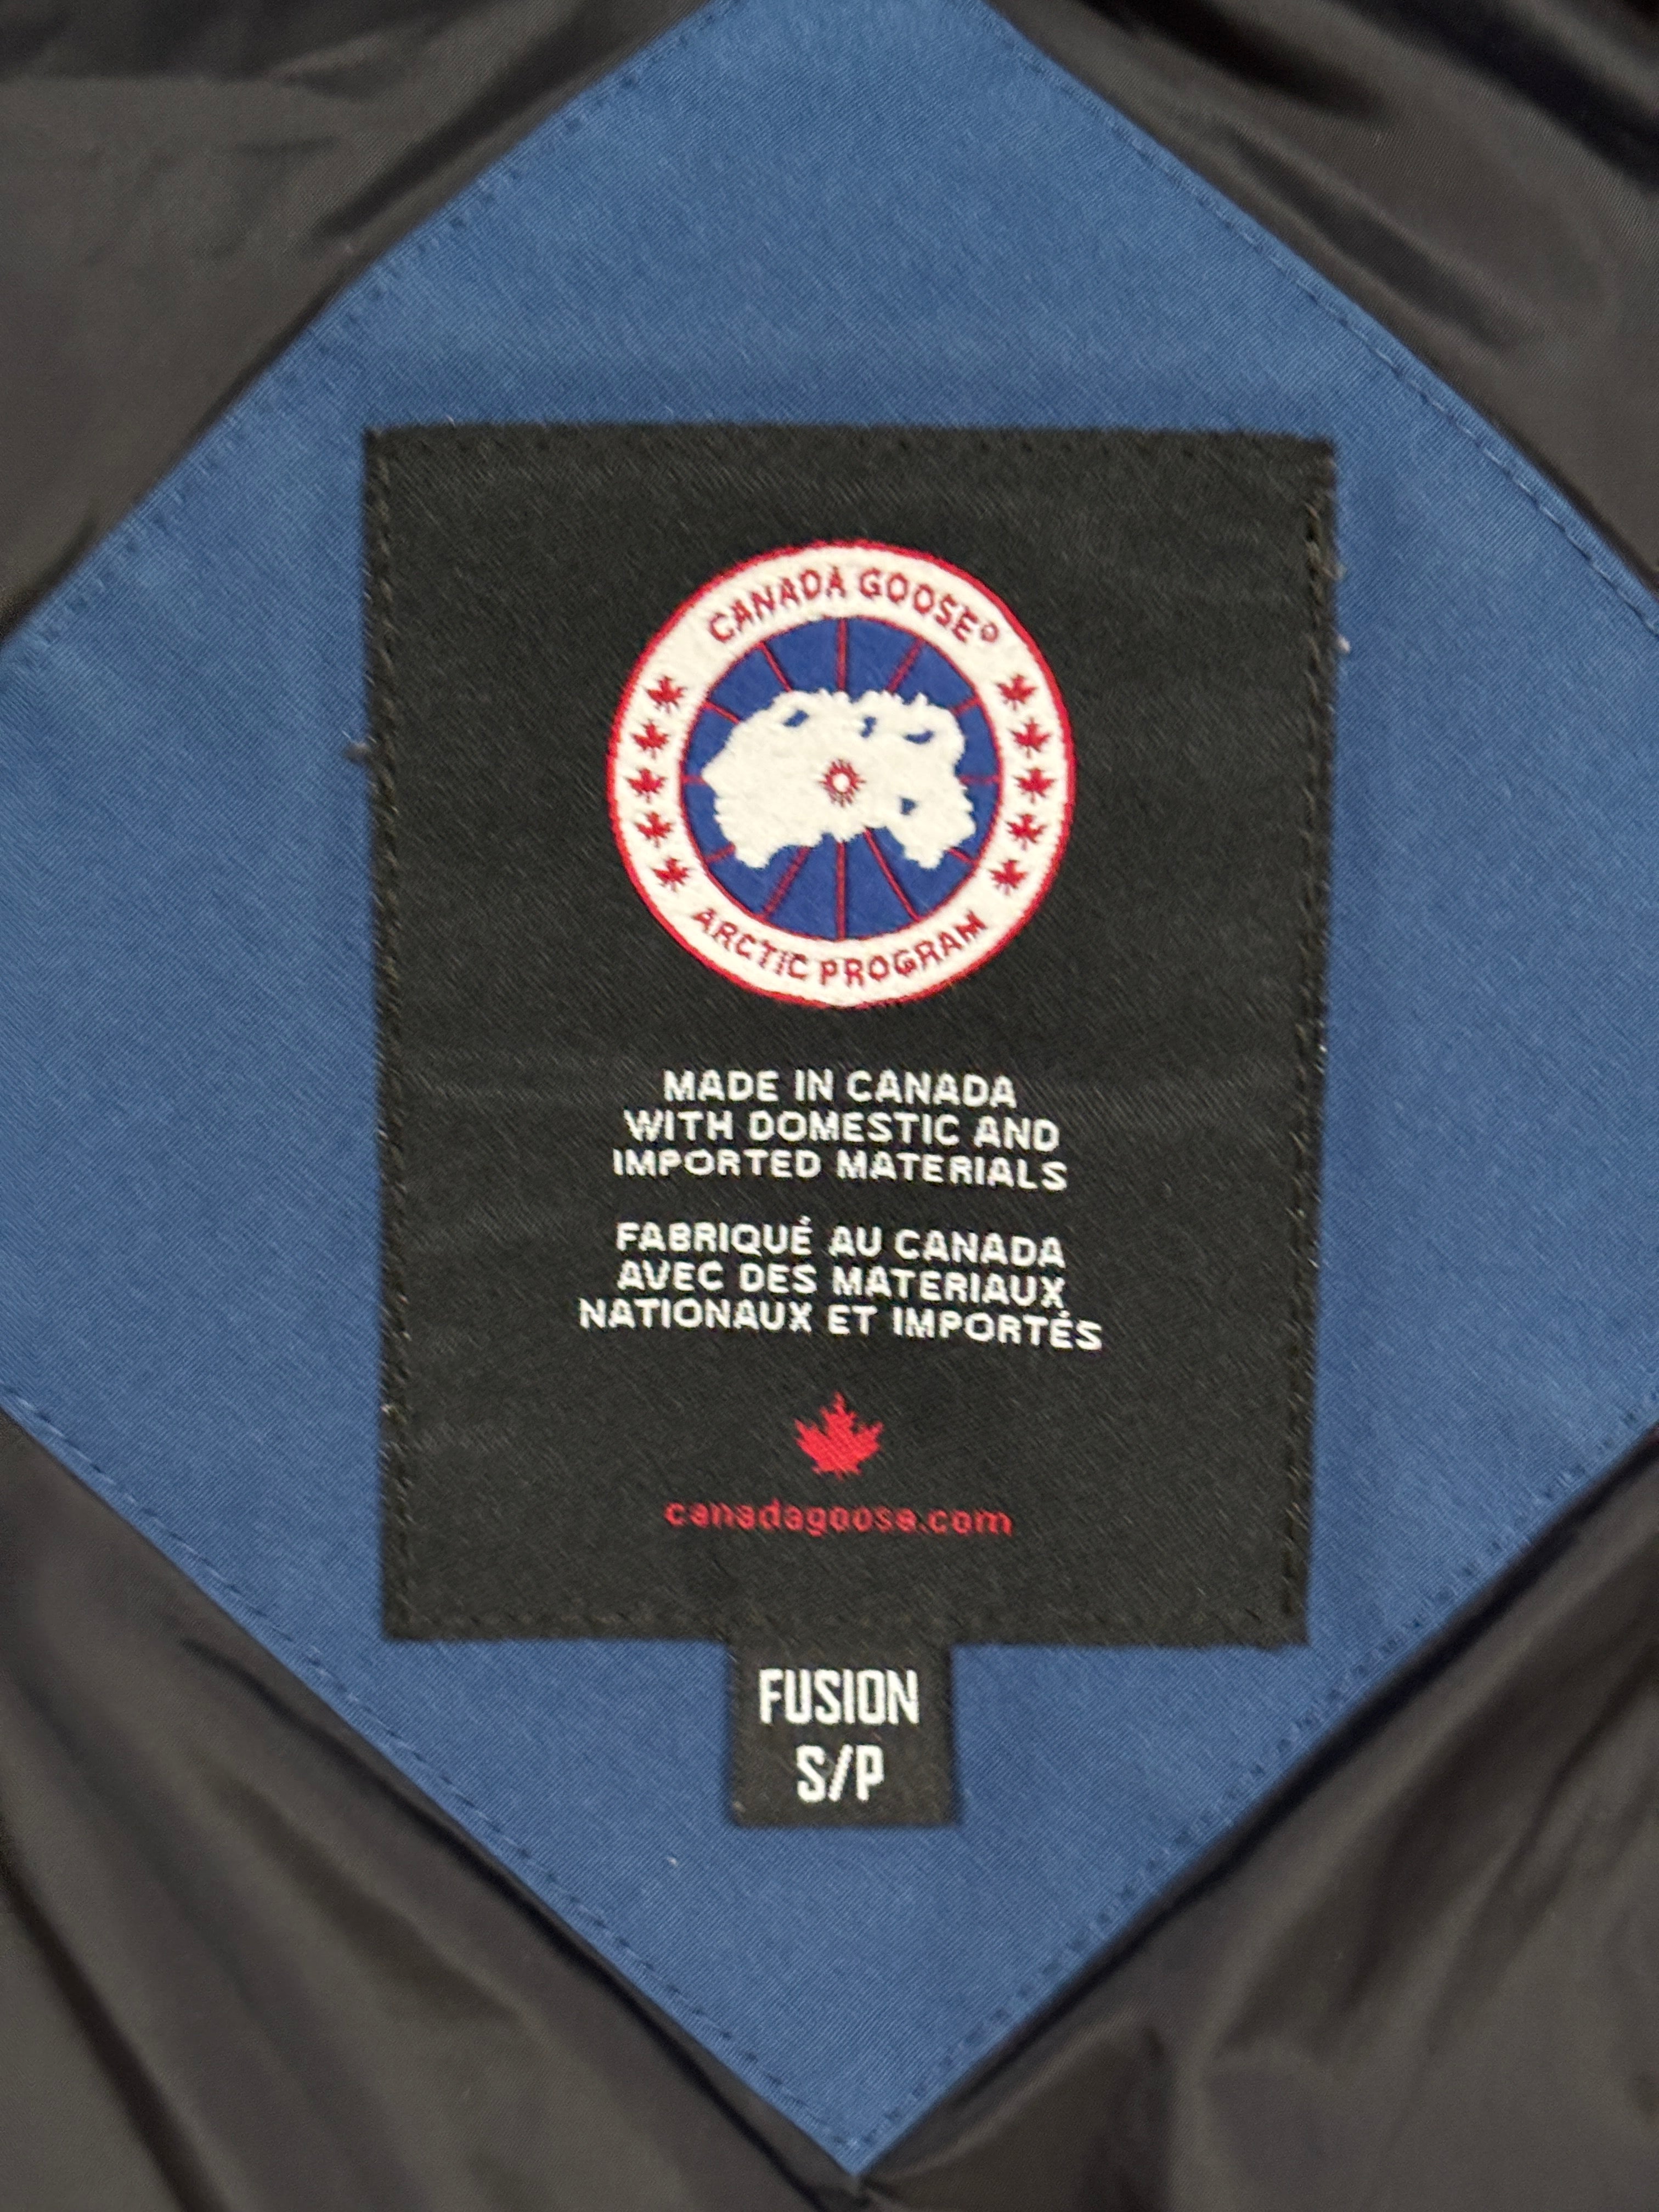 CANADA GOOSE®
ARCTIC PROGRAM
MADE IN CANADA
WITH DOMESTIC AND
IMPORTED MATERIALS
FABRIQUÉ AU CANADA
AVEC DES MATERIAUX
NATIONAUX ET IMPORTÉS
canadagoose.com
FUSION
S/P